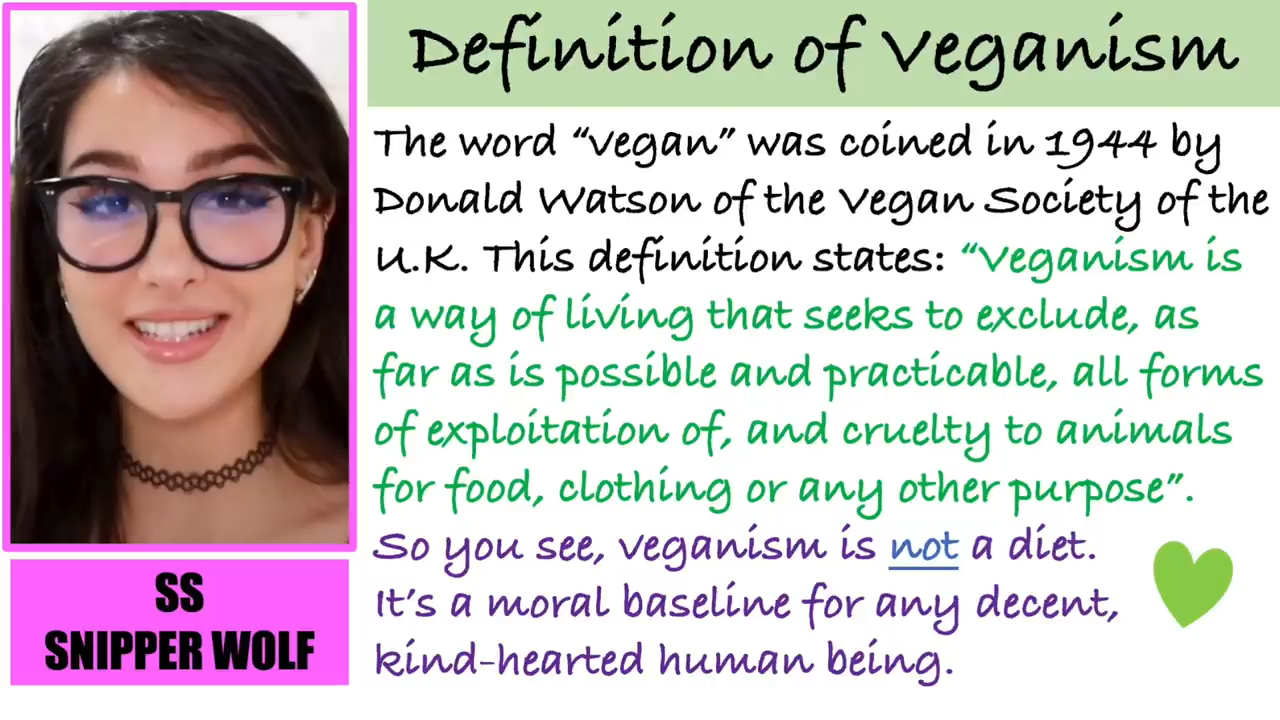 Definition of Veganism
The word “vegan” was coined in 1944 by
Donald Watson of the Vegan Society of the
U.K. This definition states: “Veganism is
a way of living that seeks to exclude, as
far as is possible and practicable, all forms
of exploitation of, and cruelty to animals
for food, clothing or any other purpose”.
So you see, veganism is not a diet.
It’s a moral baseline for any decent,
kind-hearted human being.
SS
SNIPPER WOLF